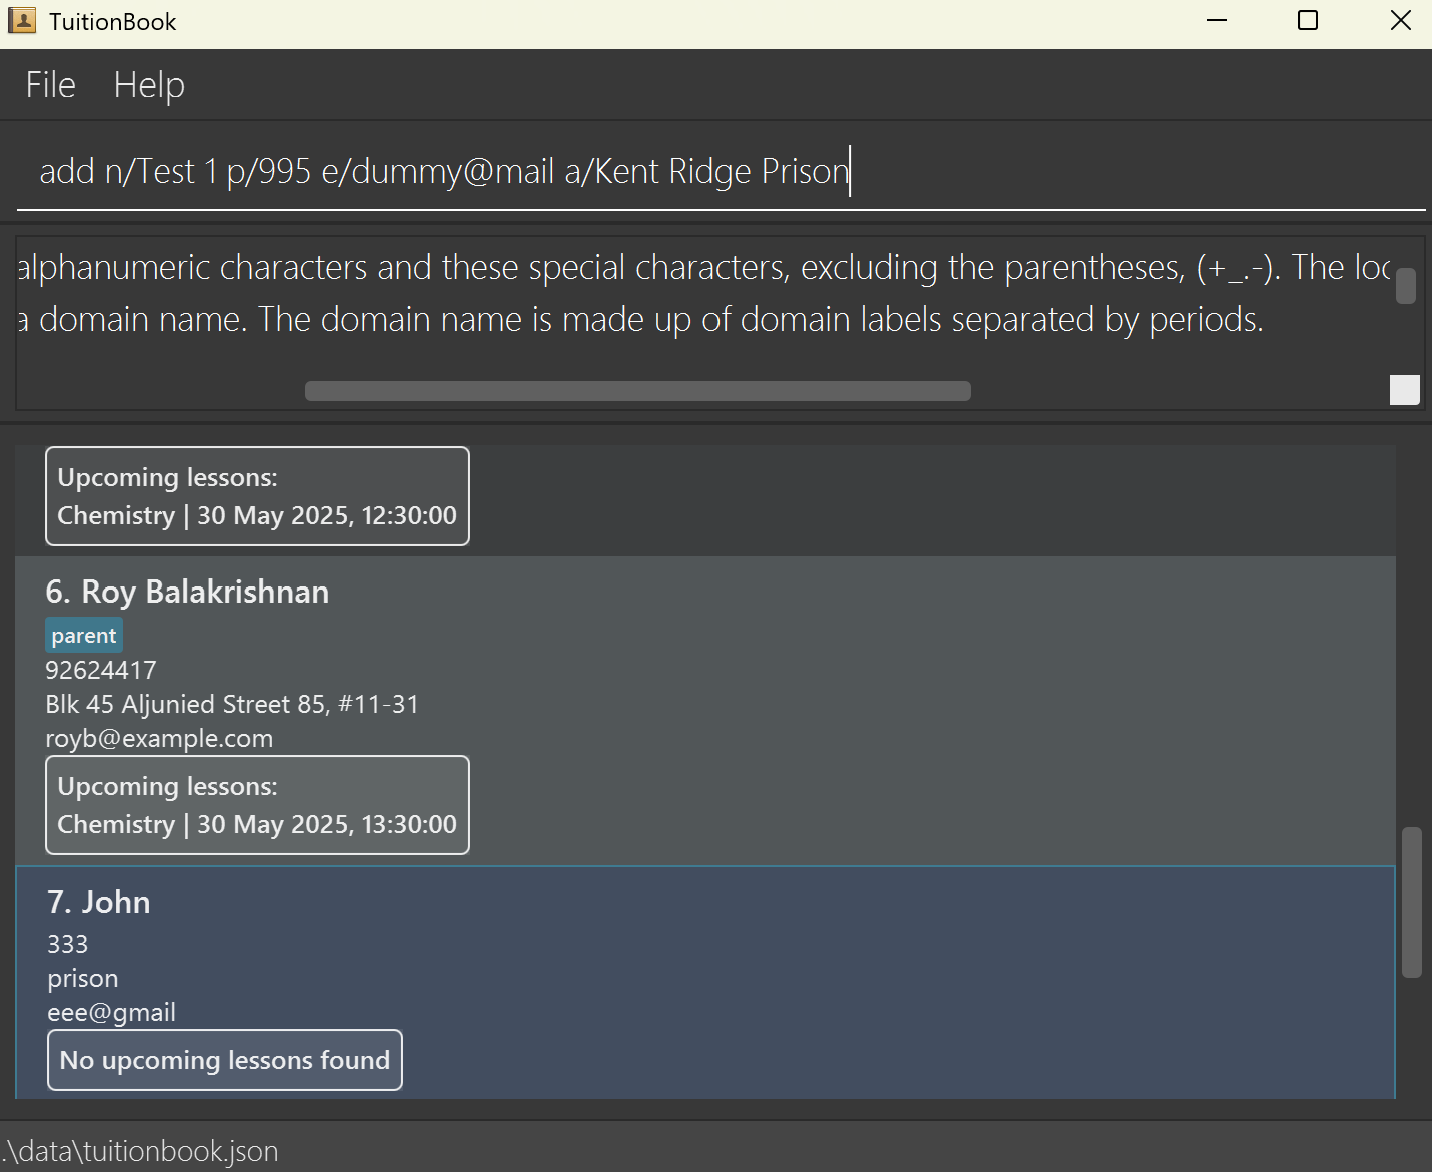 TuitionBook
File Help
add n/Test 1 p/995 e/dummy@mail a/Kent Ridge Prison
alphanumeric characters and these special characters, excluding the parentheses, (+_.-). The loc
a domain name. The domain name is made up of domain labels separated by periods.
Upcoming lessons:
Chemistry | 30 May 2025, 12:30:00
6. Roy Balakrishnan
parent
92624417
Blk 45 Aljunied Street 85, #11-31
royb@example.com
Upcoming lessons:
Chemistry | 30 May 2025, 13:30:00
7. John
333
prison
eee@gmail
No upcoming lessons found
.\data\tuitionbook.json